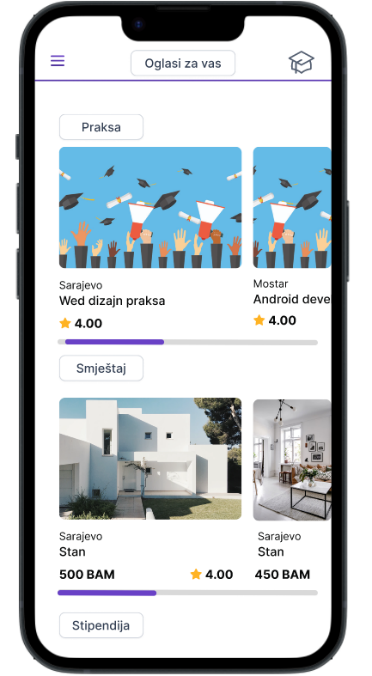 Oglasi za vas
Praksa
Sarajevo
Wed dizajn praksa
4.00
Mostar
Android deve
4.00
Smještaj
Sarajevo
Stan
500 BAM
4.00
Sarajevo
Stan
450 BAM
Stipendija